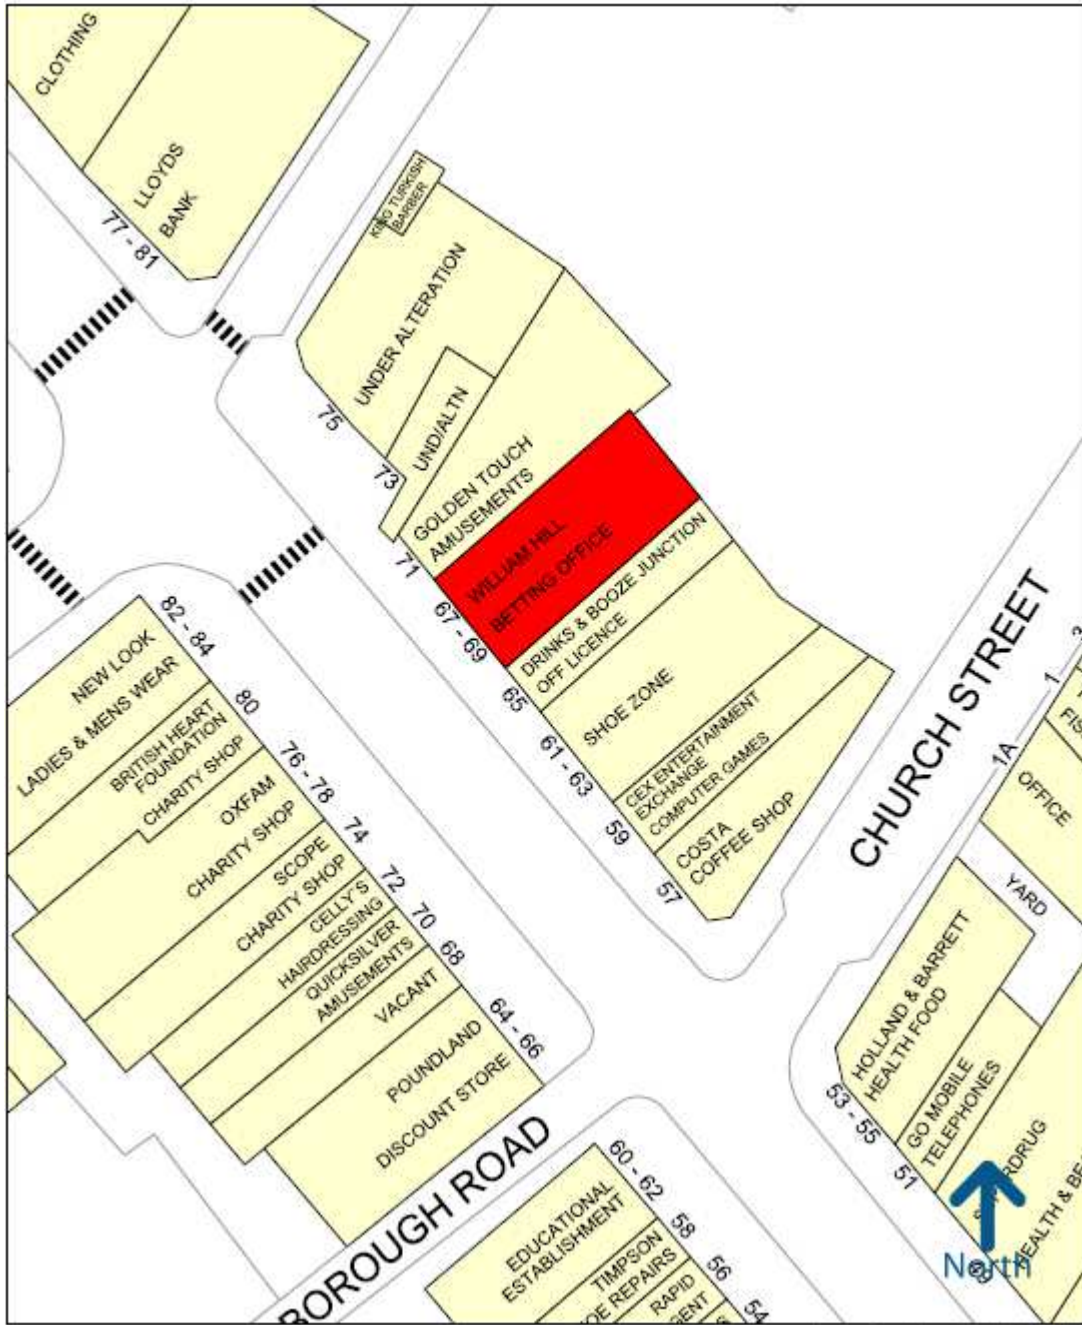 CLOTHING
LLOYDS
BANK
77 - 81
KING TURKISH
BARBER
UNDER ALTERATION
75
UND/ALTN
73
GOLDEN TOUCH
AMUSEMENTS
71
WILLIAM HILL
BETTING OFFICE
67 - 69
DRINKS & BOOZE JUNCTION
OFF LICENCE
65
SHOE ZONE
61 - 63
CEX ENTERTAINMENT
EXCHANGE
COMPUTER GAMES
59
COSTA
COFFEE SHOP
57
CHURCH STREET
3
1
1A
OFFICE
YARD
HOLLAND & BARRETT
HEALTH FOOD
53 - 55
GO MOBILE
TELEPHONES
51
82 - 84
NEW LOOK
LADIES & MENS WEAR
80
BRITISH HEART
FOUNDATION
CHARITY SHOP
76 - 78
OXFAM
CHARITY SHOP
74
SCOPE
CHARITY SHOP
72
CELLY'S
HAIRDRESSING
70
QUICKSILVER
AMUSEMENTS
68
VACANT
64 - 66
POUNDLAND
DISCOUNT STORE
BOROUGH ROAD
60 - 62
EDUCATIONAL
ESTABLISHMENT
58
TIMPSON
REPAIRS
56
RAPID
54
North